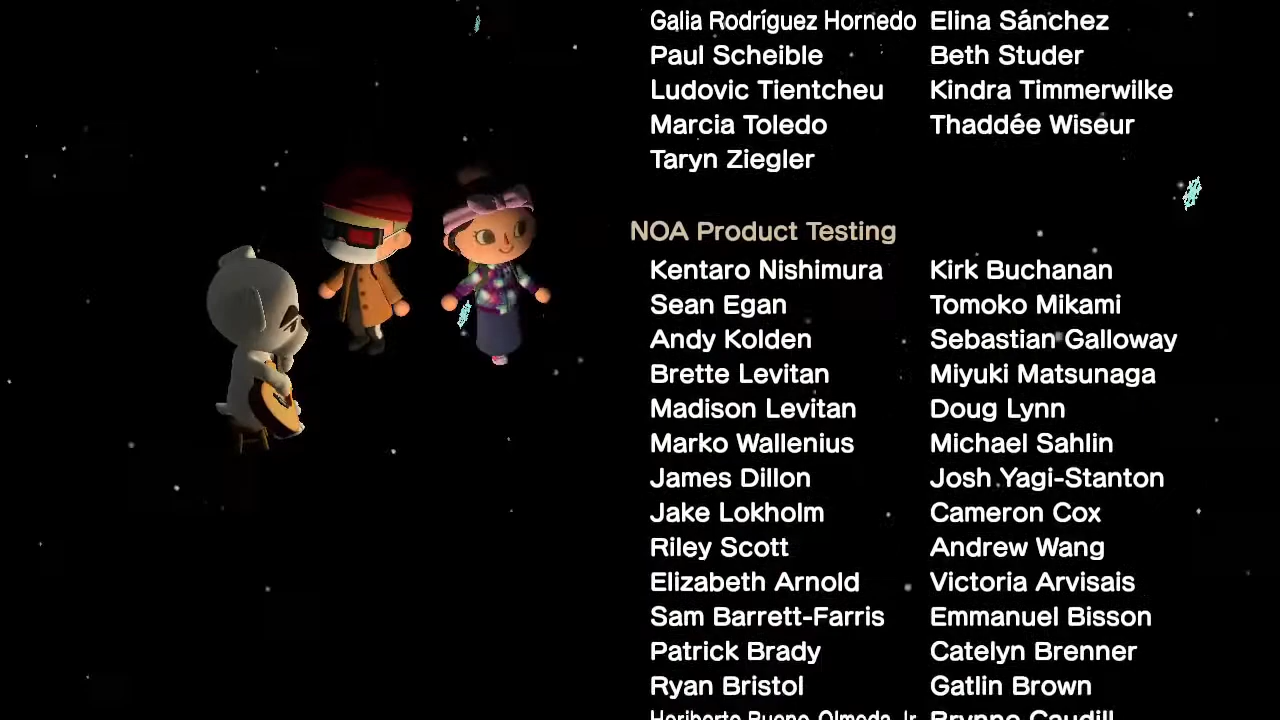 Galia Rodríguez Hornedo Elina Sánchez
Paul Scheible Beth Studer
Ludovic Tientcheu Kindra Timmerwilke
Marcia Toledo Thaddée Wiseur
Taryn Ziegler
NOA Product Testing
Kentaro Nishimura Kirk Buchanan
Sean Egan Tomoko Mikami
Andy Kolden Sebastian Galloway
Brette Levitan Miyuki Matsunaga
Madison Levitan Doug Lynn
Marko Wallenius Michael Sahlin
James Dillon Josh Yagi-Stanton
Jake Lokholm Cameron Cox
Riley Scott Andrew Wang
Elizabeth Arnold Victoria Arvisais
Sam Barrett-Farris Emmanuel Bisson
Patrick Brady Catelyn Brenner
Ryan Bristol Gatlin Brown